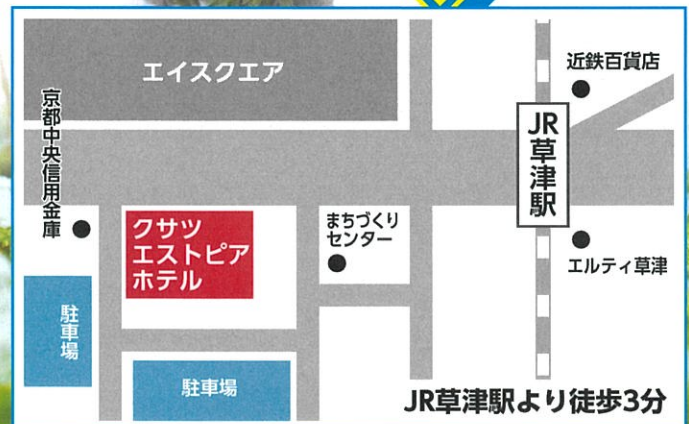 エイスクエア
近鉄百貨店
京都中央信用金庫
JR草津駅
クサツ
エストピア
ホテル
まちづくり
センター
エルティ草津
駐車場
駐車場
JR草津駅より徒歩3分